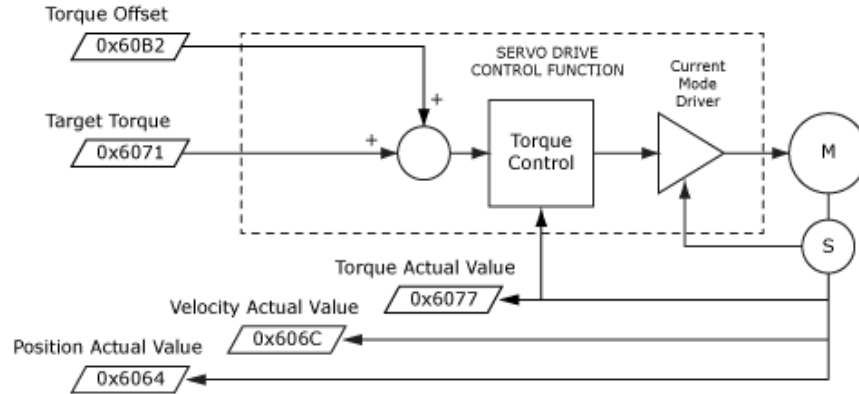 Torque Offset
0x60B2
SERVO DRIVE
CONTROL FUNCTION
Current
Mode
Driver
+
Target Torque
+
0x6071
Torque
Control
M
S
Torque Actual Value
0x6077
Velocity Actual Value
0x606C
Position Actual Value
0x6064